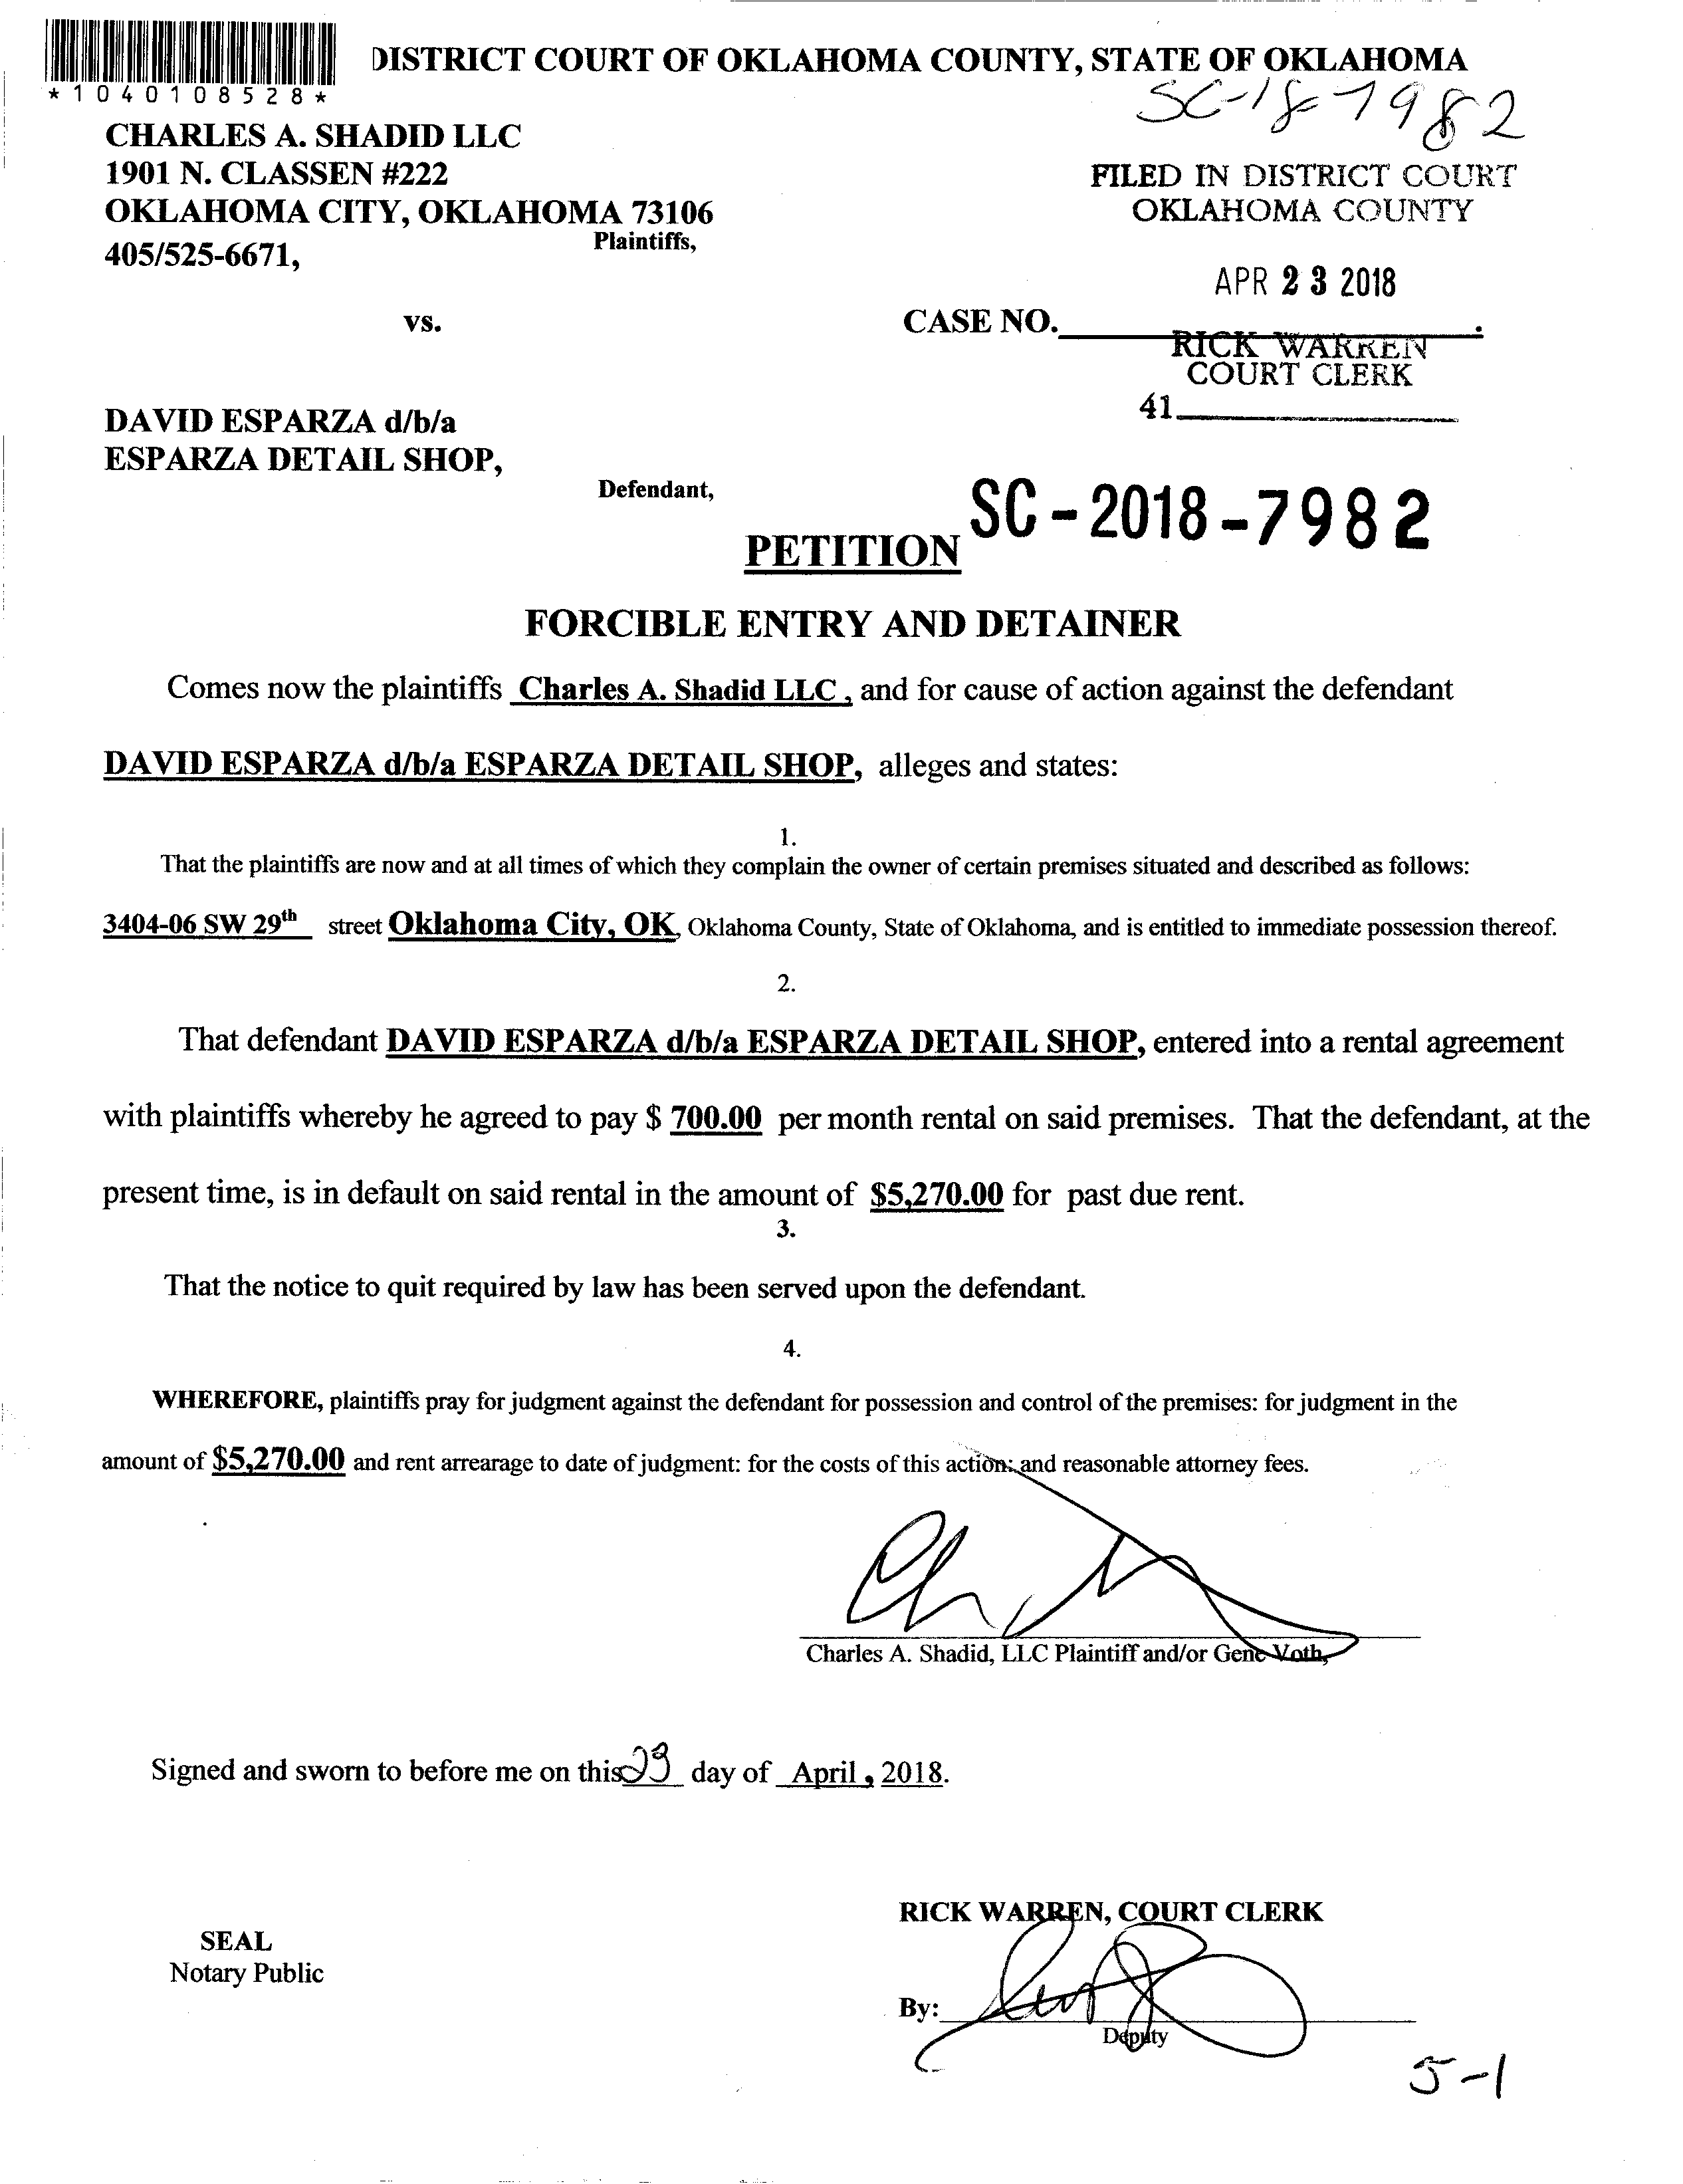 *1040108528*
DISTRICT COURT OF OKLAHOMA COUNTY, STATE OF OKLAHOMA
SC-18-7982
CHARLES A. SHADID LLC
1901 N. CLASSEN #222
OKLAHOMA CITY, OKLAHOMA 73106
Plaintiffs,
405/525-6671,
FILED IN DISTRICT COURT
OKLAHOMA COUNTY
APR 23 2018
vs.
CASE NO. .
RICK WARREN
COURT CLERK
41
DAVID ESPARZA d/b/a
ESPARZA DETAIL SHOP,
Defendant,
SC-2018-7982
PETITION
FORCIBLE ENTRY AND DETAINER
Comes now the plaintiffs Charles A. Shadid LLC , and for cause of action against the defendant
DAVID ESPARZA d/b/a ESPARZA DETAIL SHOP, alleges and states:
1.
That the plaintiffs are now and at all times of which they complain the owner of certain premises situated and described as follows:
3404-06 SW 29th street Oklahoma City, OK, Oklahoma County, State of Oklahoma, and is entitled to immediate possession thereof.
2.
That defendant DAVID ESPARZA d/b/a ESPARZA DETAIL SHOP, entered into a rental agreement
with plaintiffs whereby he agreed to pay $ 700.00 per month rental on said premises. That the defendant, at the
present time, is in default on said rental in the amount of $5,270.00 for past due rent.
3.
That the notice to quit required by law has been served upon the defendant.
4.
WHEREFORE, plaintiffs pray for judgment against the defendant for possession and control of the premises: for judgment in the
amount of $5,270.00 and rent arrearage to date of judgment: for the costs of this action; and reasonable attorney fees.
Charles A. Shadid, LLC Plaintiff and/or Gene Voth,
Signed and sworn to before me on this 23 day of April , 2018.
RICK WARREN, COURT CLERK
SEAL
Notary Public
By:
Deputy
5-1